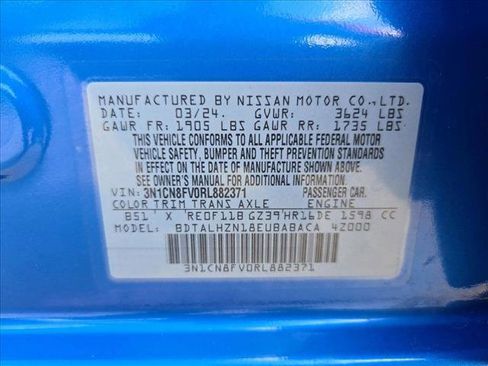 MANUFACTURED BY NISSAN MOTOR CO.,LTD.
DATE: 03/24. GVWR: 3624 LBS
GAWR FR: 1905 LBS GAWR RR: 1735 LBS
THIS VEHICLE CONFORMS TO ALL APPLICABLE FEDERAL MOTOR
VEHICLE SAFETY, BUMPER AND THEFT PREVENTION STANDARDS
IN EFFECT ON THE DATE OF MANUFACTURE SHOWN ABOVE.
SEE OWNER'S MANUAL FOR ADDITIONAL INFORMATION
VIN: 3N1CN8FV0RL882371 PASSENGER CAR.
COLOR TRIM TRANS AXLE ENGINE
B51 X RE0F11B GZ39 HR16DE 1598 CC
MODEL: BDTALHZN18EUBABACA 4Z000
3N1CN8FV0RL882371